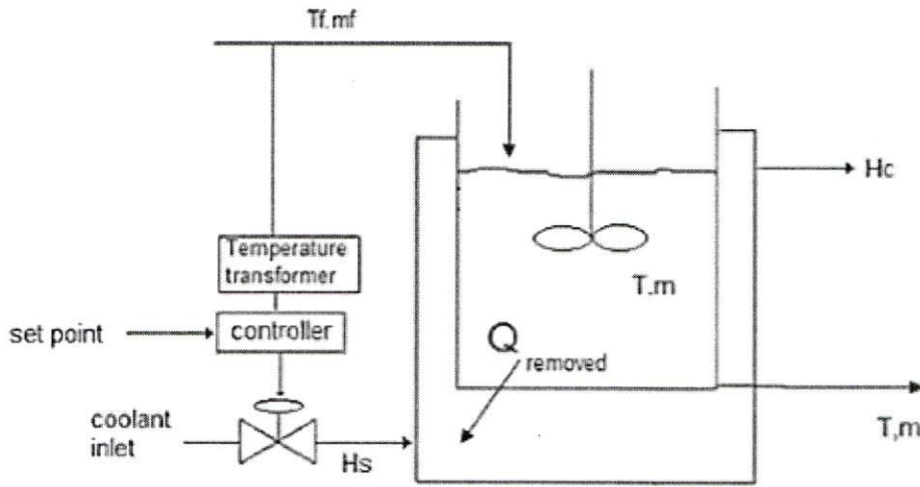 Tf.mf
Hc
Temperature
transformer
T.m
set point
controller
Q removed
coolant
inlet
Hs
T,m